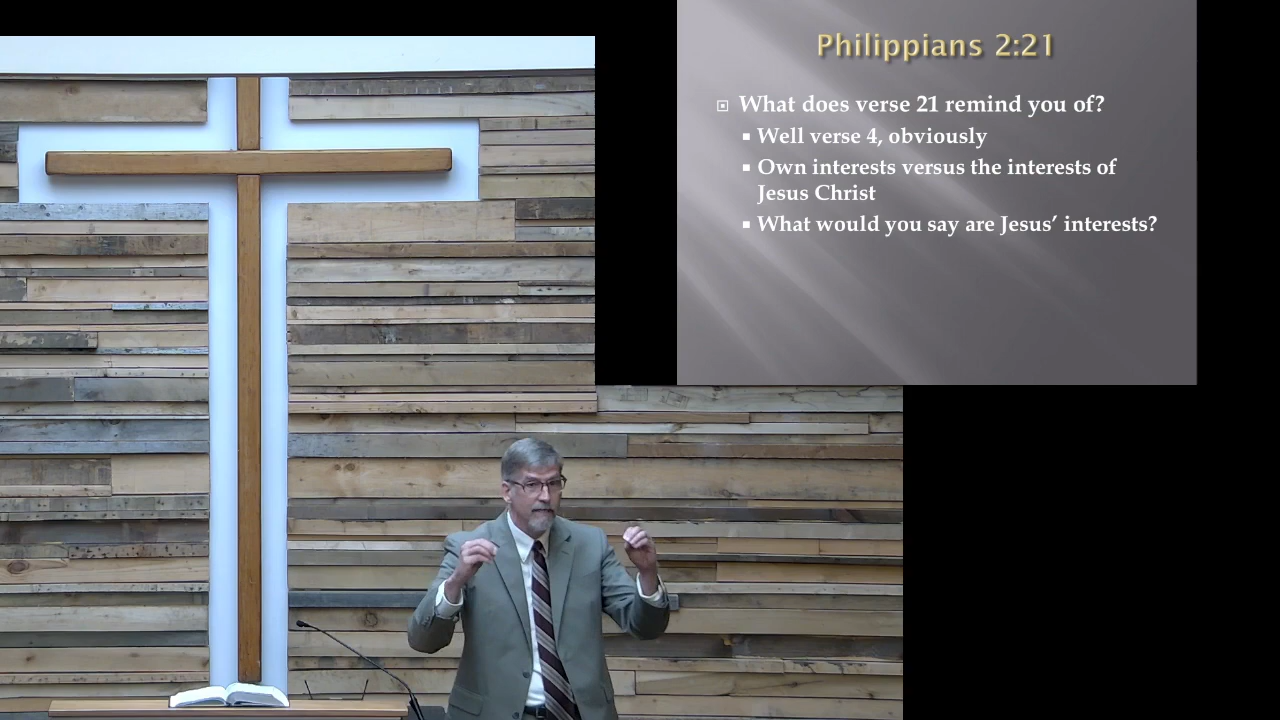 Philippians 2:21
What does verse 21 remind you of?
Well verse 4, obviously
Own interests versus the interests of
Jesus Christ
What would you say are Jesus’ interests?